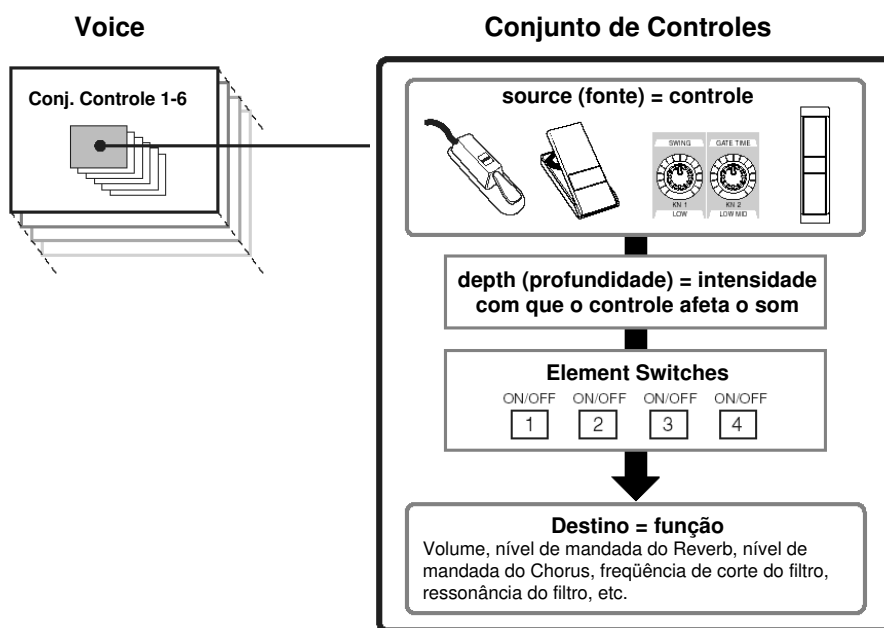 Voice
Conjunto de Controles
Conj. Controle 1-6
source (fonte) = controle
SWING
GATE TIME
KN 1
KN 2
LOW
LOW MID
depth (profundidade) = intensidade
com que o controle afeta o som
Element Switches
ON/OFF ON/OFF ON/OFF ON/OFF
1 2 3 4
Destino = função
Volume, nível de mandada do Reverb, nível de
mandada do Chorus, freqüência de corte do filtro,
ressonância do filtro, etc.